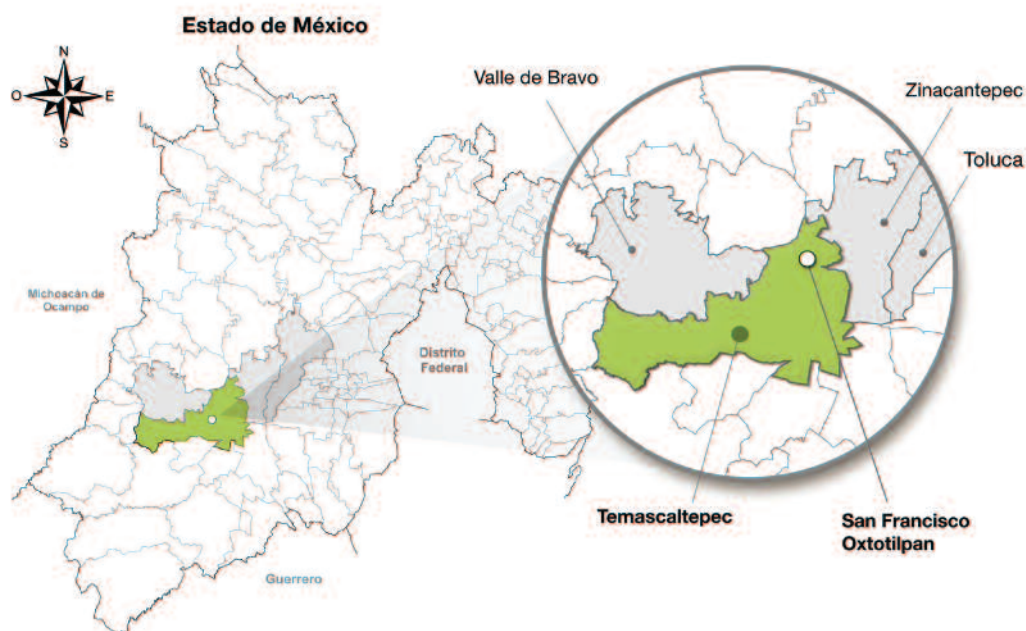 Estado de México
N
O
E
S
Valle de Bravo
Zinacantepec
Toluca
Michoacán de
Ocampo
Distrito
Federal
Temascaltepec
San Francisco
Oxtotilpan
Guerrero